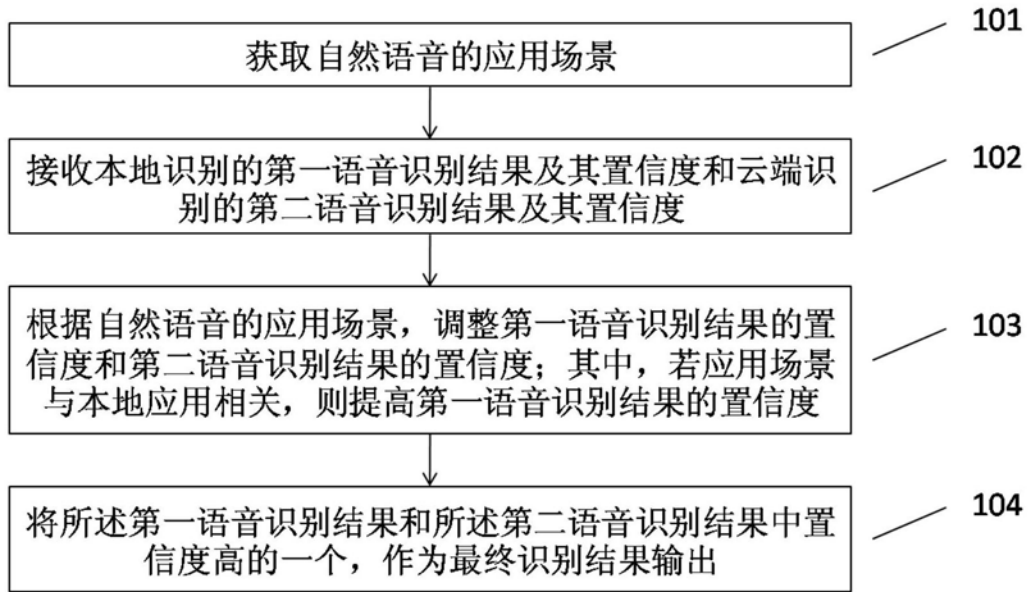 获取自然语音的应用场景
101
接收本地识别的第一语音识别结果及其置信度和云端识
别的第二语音识别结果及其置信度
102
根据自然语音的应用场景，调整第一语音识别结果的置
信度和第二语音识别结果的置信度；其中，若应用场景
与本地应用相关，则提高第一语音识别结果的置信度
103
将所述第一语音识别结果和所述第二语音识别结果中置
信度高的一个，作为最终识别结果输出
104